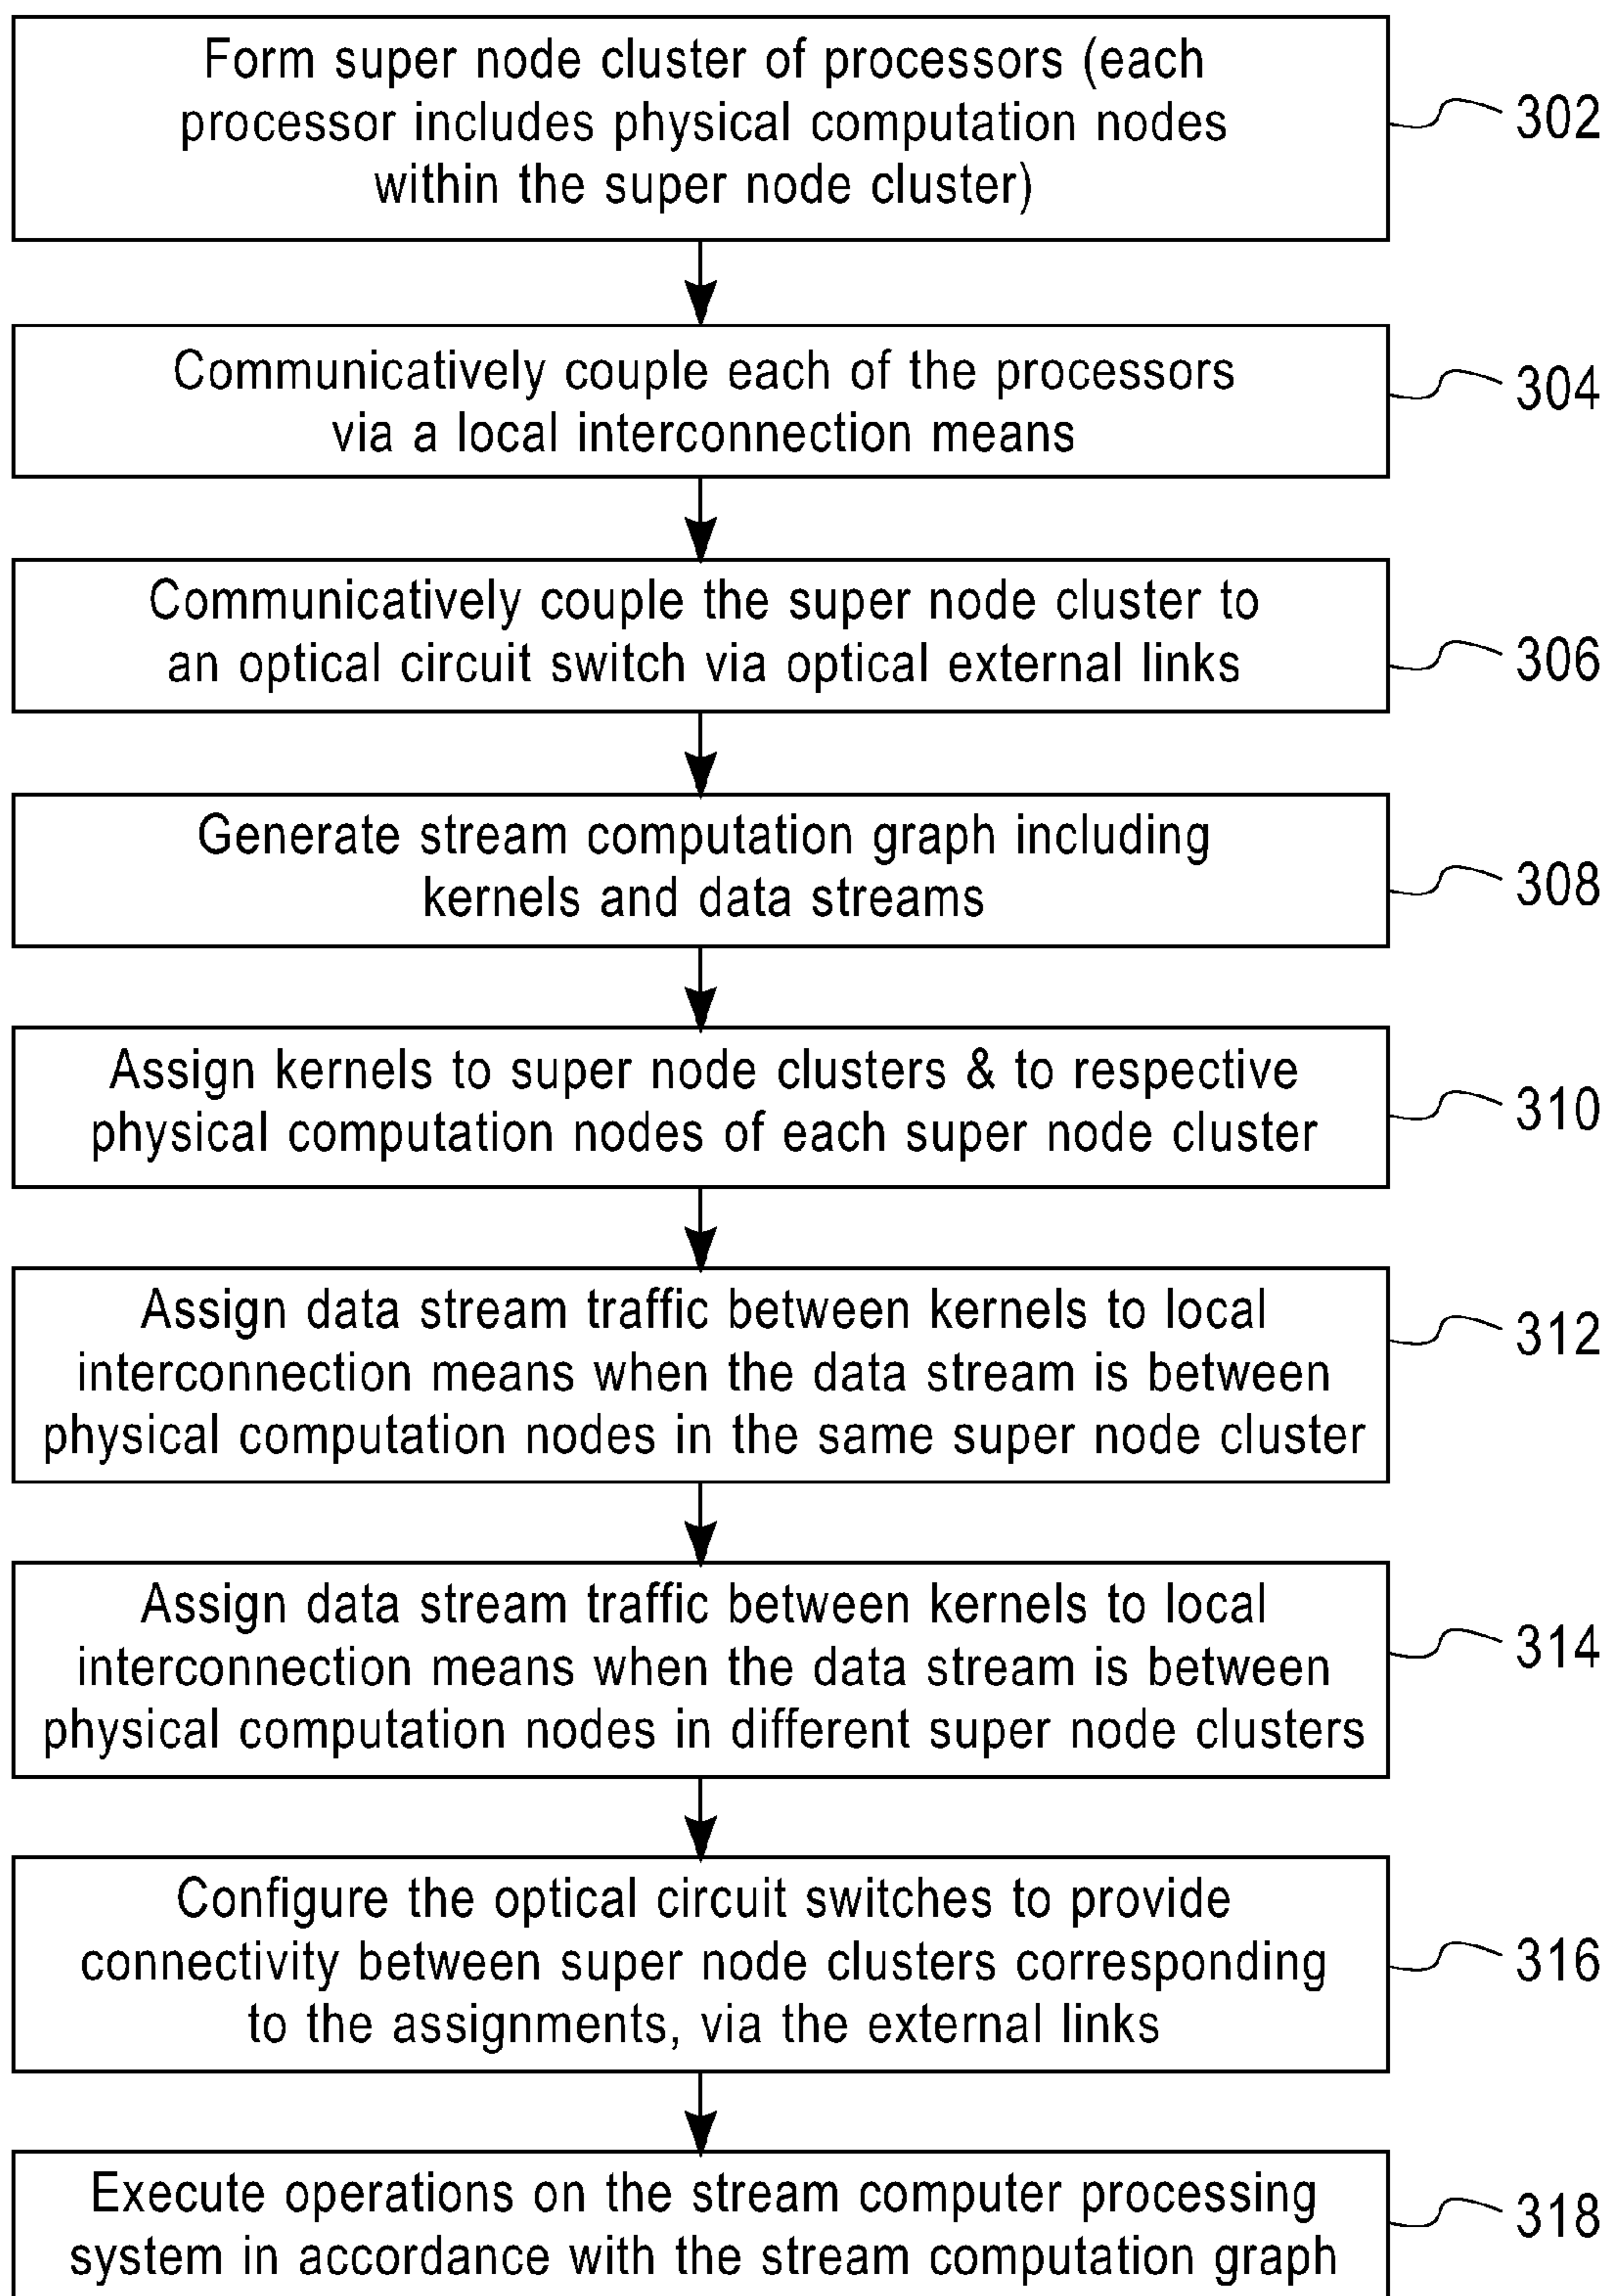 Form super node cluster of processors (each
processor includes physical computation nodes
within the super node cluster)
302
Communicatively couple each of the processors
via a local interconnection means
304
Communicatively couple the super node cluster to
an optical circuit switch via optical external links
306
Generate stream computation graph including
kernels and data streams
308
Assign kernels to super node clusters & to respective
physical computation nodes of each super node cluster
310
Assign data stream traffic between kernels to local
interconnection means when the data stream is between
physical computation nodes in the same super node cluster
312
Assign data stream traffic between kernels to local
interconnection means when the data stream is between
physical computation nodes in different super node clusters
314
Configure the optical circuit switches to provide
connectivity between super node clusters corresponding
to the assignments, via the external links
316
Execute operations on the stream computer processing
system in accordance with the stream computation graph
318